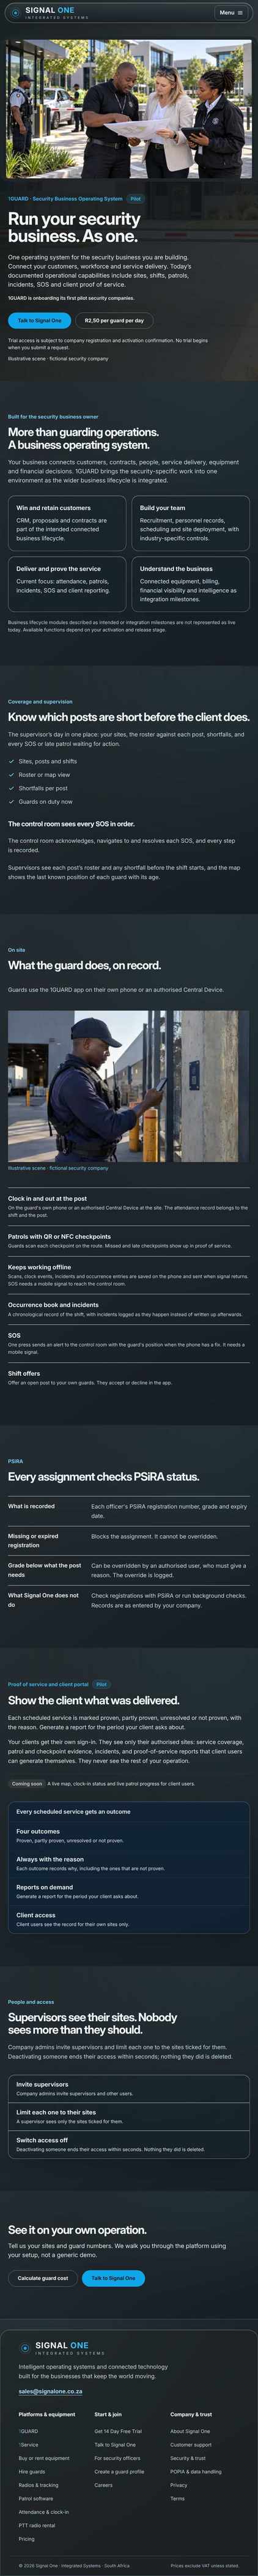 SIGNAL ONE
INTEGRATED SYSTEMS
Menu
1GUARD · Security Business Operating System Pilot
Run your security
business. As one.
One operating system for the security business you are building.
Connect your customers, workforce and service delivery. Today's
documented operational capabilities include sites, shifts, patrols,
incidents, SOS and client proof of service.
1GUARD is onboarding its first pilot security companies.
Talk to Signal One
R2,50 per guard per day
Trial access is subject to company registration and activation confirmation. No trial begins
when you submit a request.
Illustrative scene · fictional security company
Built for the security business owner
More than guarding operations.
A business operating system.
Your business connects customers, contracts, people, service delivery, equipment
and financial decisions. 1GUARD brings the security-specific work into one
environment as the wider business lifecycle is integrated.
Win and retain customers
CRM, proposals and contracts are
part of the intended connected
business lifecycle.
Build your team
Recruitment, personnel records,
scheduling and site deployment, with
industry-specific controls.
Deliver and prove the service
Current focus: attendance, patrols,
incidents, SOS and client reporting.
Understand the business
Connected equipment, billing,
financial visibility and intelligence as
integration milestones.
Business lifecycle modules described as intended or integration milestones are not represented as live
today. Available functions depend on your activation and release stage.
Coverage and supervision
Know which posts are short before the client does.
The supervisor's day in one place: your sites, the roster against each post, shortfalls, and
every SOS or late patrol waiting for action.
Sites, posts and shifts
Roster or map view
Shortfalls per post
Guards on duty now
The control room sees every SOS in order.
The control room acknowledges, navigates to and resolves each SOS, and every step
is recorded.
Supervisors see each post's roster and any shortfall before the shift starts, and the map
shows the last known position of each guard with its age.
On site
What the guard does, on record.
Guards use the 1GUARD app on their own phone or an authorised Central Device.
Illustrative scene · fictional security company
Clock in and out at the post
On the guard's own phone or an authorised Central Device at the site. The attendance record belongs to the
shift and the post.
Patrols with QR or NFC checkpoints
Guards scan each checkpoint on the route. Missed and late checkpoints show up in proof of service.
Keeps working offline
Scans, clock events, incidents and occurrence entries are saved on the phone and sent when signal returns.
SOS needs a mobile signal to reach the control room.
Occurrence book and incidents
A chronological record of the shift, with incidents logged as they happen instead of written up afterwards.
SOS
One press sends an alert to the control room with the guard's position when the phone has a fix. It needs a
mobile signal.
Shift offers
Offer an open post to your own guards. They accept or decline in the app.
PSIRA
Every assignment checks PSiRA status.
What is recorded
Each officer's PSIRA registration number, grade and expiry
date.
Missing or expired
registration
Blocks the assignment. It cannot be overridden.
Grade below what the post
needs
Can be overridden by an authorised user, who must give a
reason. The override is logged.
What Signal One does not
do
Check registrations with PSiRA or run background checks.
Records are as entered by your company.
Proof of service and client portal Pilot
Show the client what was delivered.
Each scheduled service is marked proven, partly proven, unresolved or not proven, with
the reason. Generate a report for the period your client asks about.
Your clients get their own sign-in. They see only their authorised sites: service coverage,
patrol and checkpoint evidence, incidents, and proof-of-service reports that client users
can generate themselves. They never see the rest of your operation.
Coming soon A live map, clock-in status and live patrol progress for client users.
Every scheduled service gets an outcome
Four outcomes
Proven, partly proven, unresolved or not proven.
Always with the reason
Each outcome records why, including the ones that are not proven.
Reports on demand
Generate a report for the period your client asks about.
Client access
Client users see the record for their own sites only.
People and access
Supervisors see their sites. Nobody
sees more than they should.
Company admins invite supervisors and limit each one to the sites ticked for them.
Deactivating someone ends their access within seconds; nothing they did is deleted.
Invite supervisors
Company admins invite supervisors and other users.
Limit each one to their sites
A supervisor sees only the sites ticked for them.
Switch access off
Deactivating someone ends their access within seconds. Nothing they did is deleted.
See it on your own operation.
Tell us your sites and guard numbers. We walk you through the platform using
your setup, not a generic demo.
Calculate guard cost
Talk to Signal One
SIGNAL ONE
INTEGRATED SYSTEMS
Intelligent operating systems and connected technology
built for the businesses that keep the world moving.
sales@signalone.co.za
Platforms & equipment
1GUARD
1Service
Buy or rent equipment
Hire guards
Radios & tracking
Patrol software
Attendance & clock-in
PTT radio rental
Pricing
Start & join
Get 14 Day Free Trial
Talk to Signal One
For security officers
Create a guard profile
Careers
Company & trust
About Signal One
Customer support
Security & trust
POPIA & data handling
Privacy
Terms
© 2026 Signal One · Integrated Systems · South Africa
Prices exclude VAT unless stated.